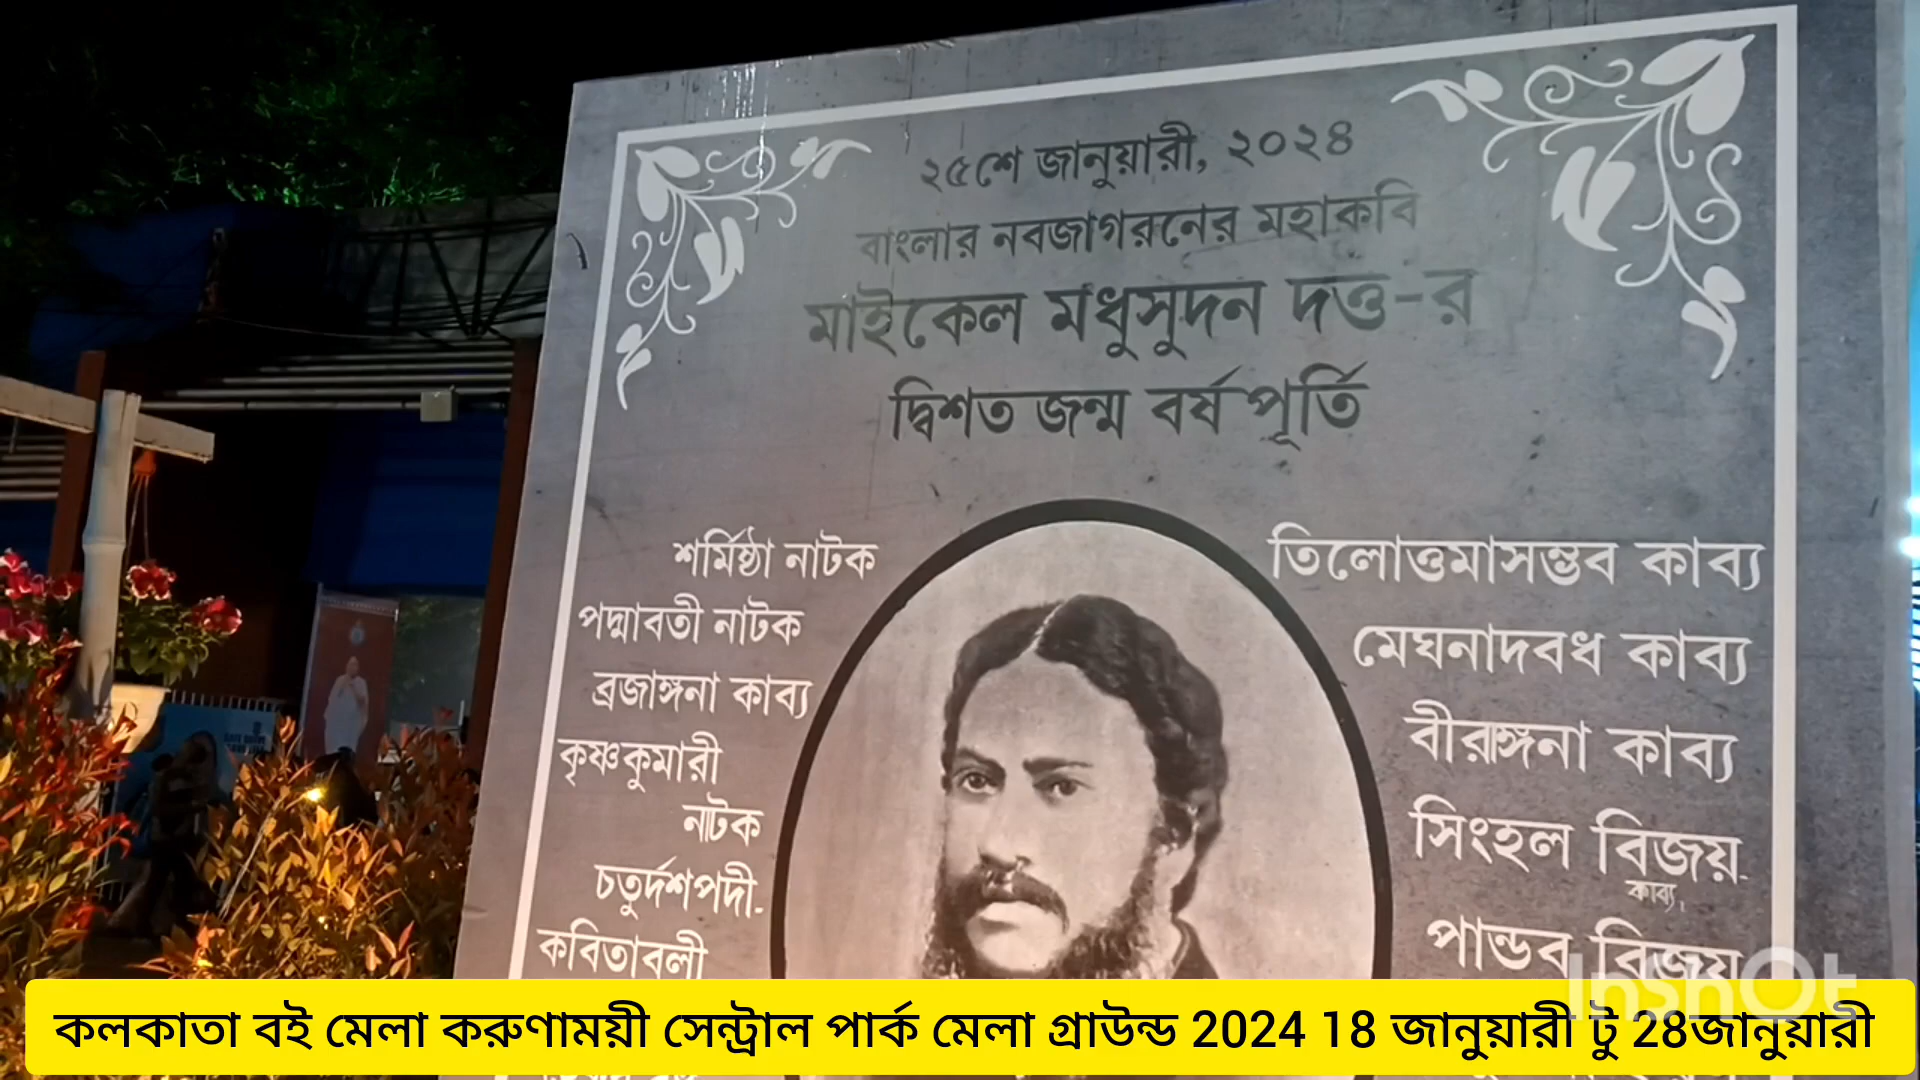 ২৫শে জানুয়ারী, ২০২৪
বাংলার নবজাগরনের মহাকবি
মাইকেল মধুসুদন দত্ত-র
দ্বিশত জন্ম বর্ষ পূর্তি
শর্মিষ্ঠা নাটক
পদ্মাবতী নাটক
ব্রজাঙ্গনা কাব্য
কৃষ্ণকুমারী
নাটক
চতুর্দশপদী-
কবিতাবলী
তিলোত্তমাসম্ভব কাব্য
মেঘনাদবধ কাব্য
বীরাঙ্গনা কাব্য
সিংহল বিজয়-
কাব্য,
পান্ডব বিজয়
InShOt
কলকাতা বই মেলা করুণাময়ী সেন্ট্রাল পার্ক মেলা গ্রাউন্ড 2024 18 জানুয়ারী টু 28জানুয়ারী